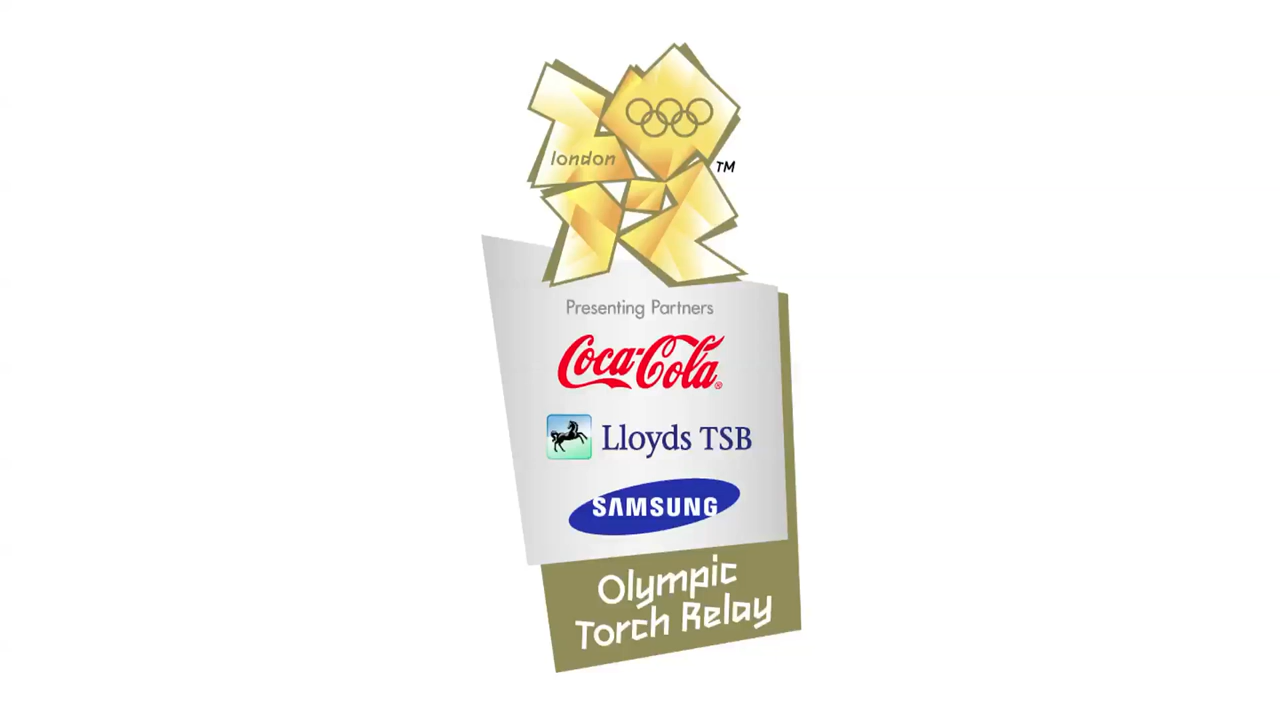 london
™
Presenting Partners
Coca-Cola®
Lloyds TSB
SAMSUNG
Olympic
Torch Relay